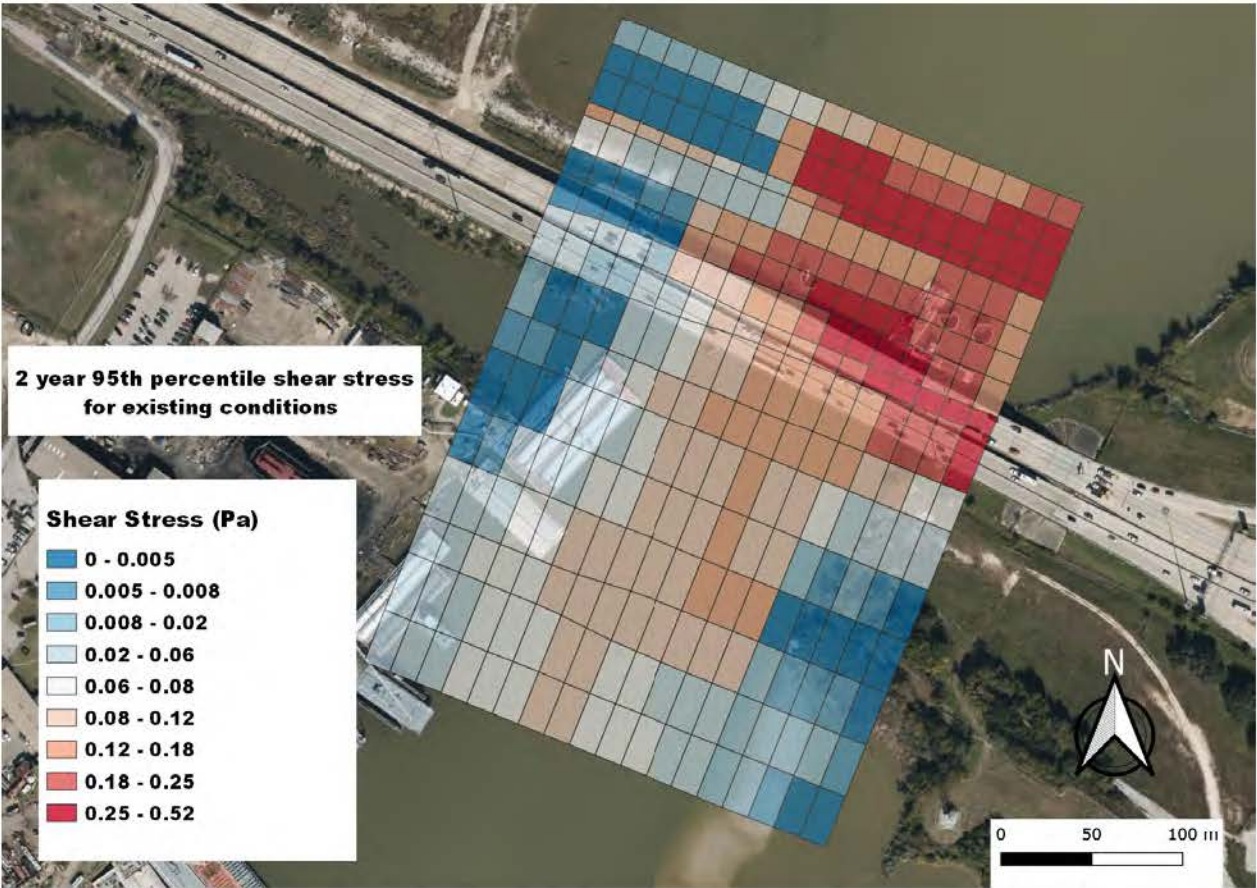 2 year 95th percentile shear stress
for existing conditions
Shear Stress (Pa)
0 - 0.005
0.005 - 0.008
0.008 - 0.02
0.02 - 0.06
0.06 - 0.08
0.08 - 0.12
0.12 - 0.18
0.18 - 0.25
0.25 - 0.52
N
0 50 100 m